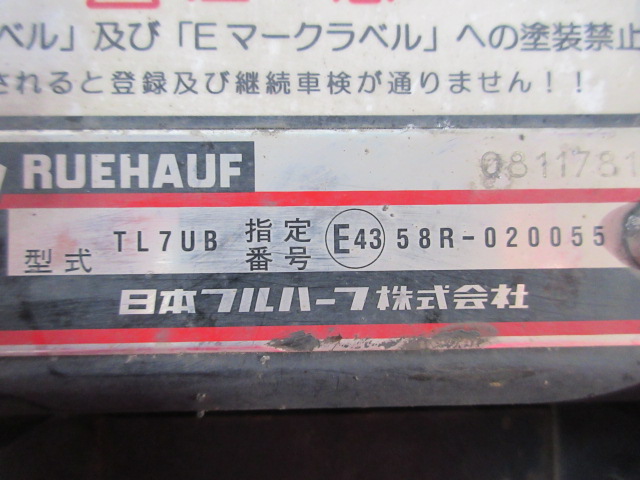 ベル」及び「Eマークラベル」への塗装禁止
されると登録及び継続車検が通りません!!
RUEHAUF
0811781
型式 TL7UB 指定番号 E43 58R-020055
日本フルハーフ株式会社